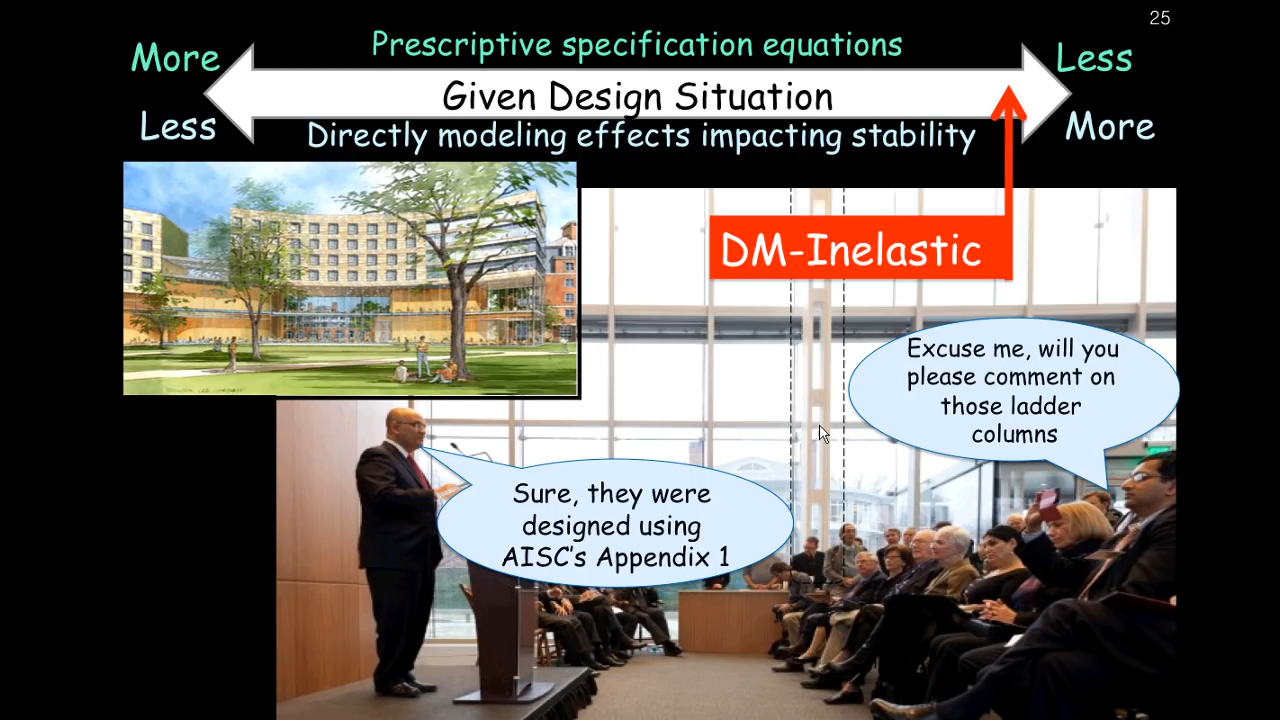 25
More
Prescriptive specification equations
Less
Given Design Situation
Less
Directly modeling effects impacting stability
More
DM-Inelastic
Excuse me, will you
please comment on
those ladder
columns
Sure, they were
designed using
AISC's Appendix 1